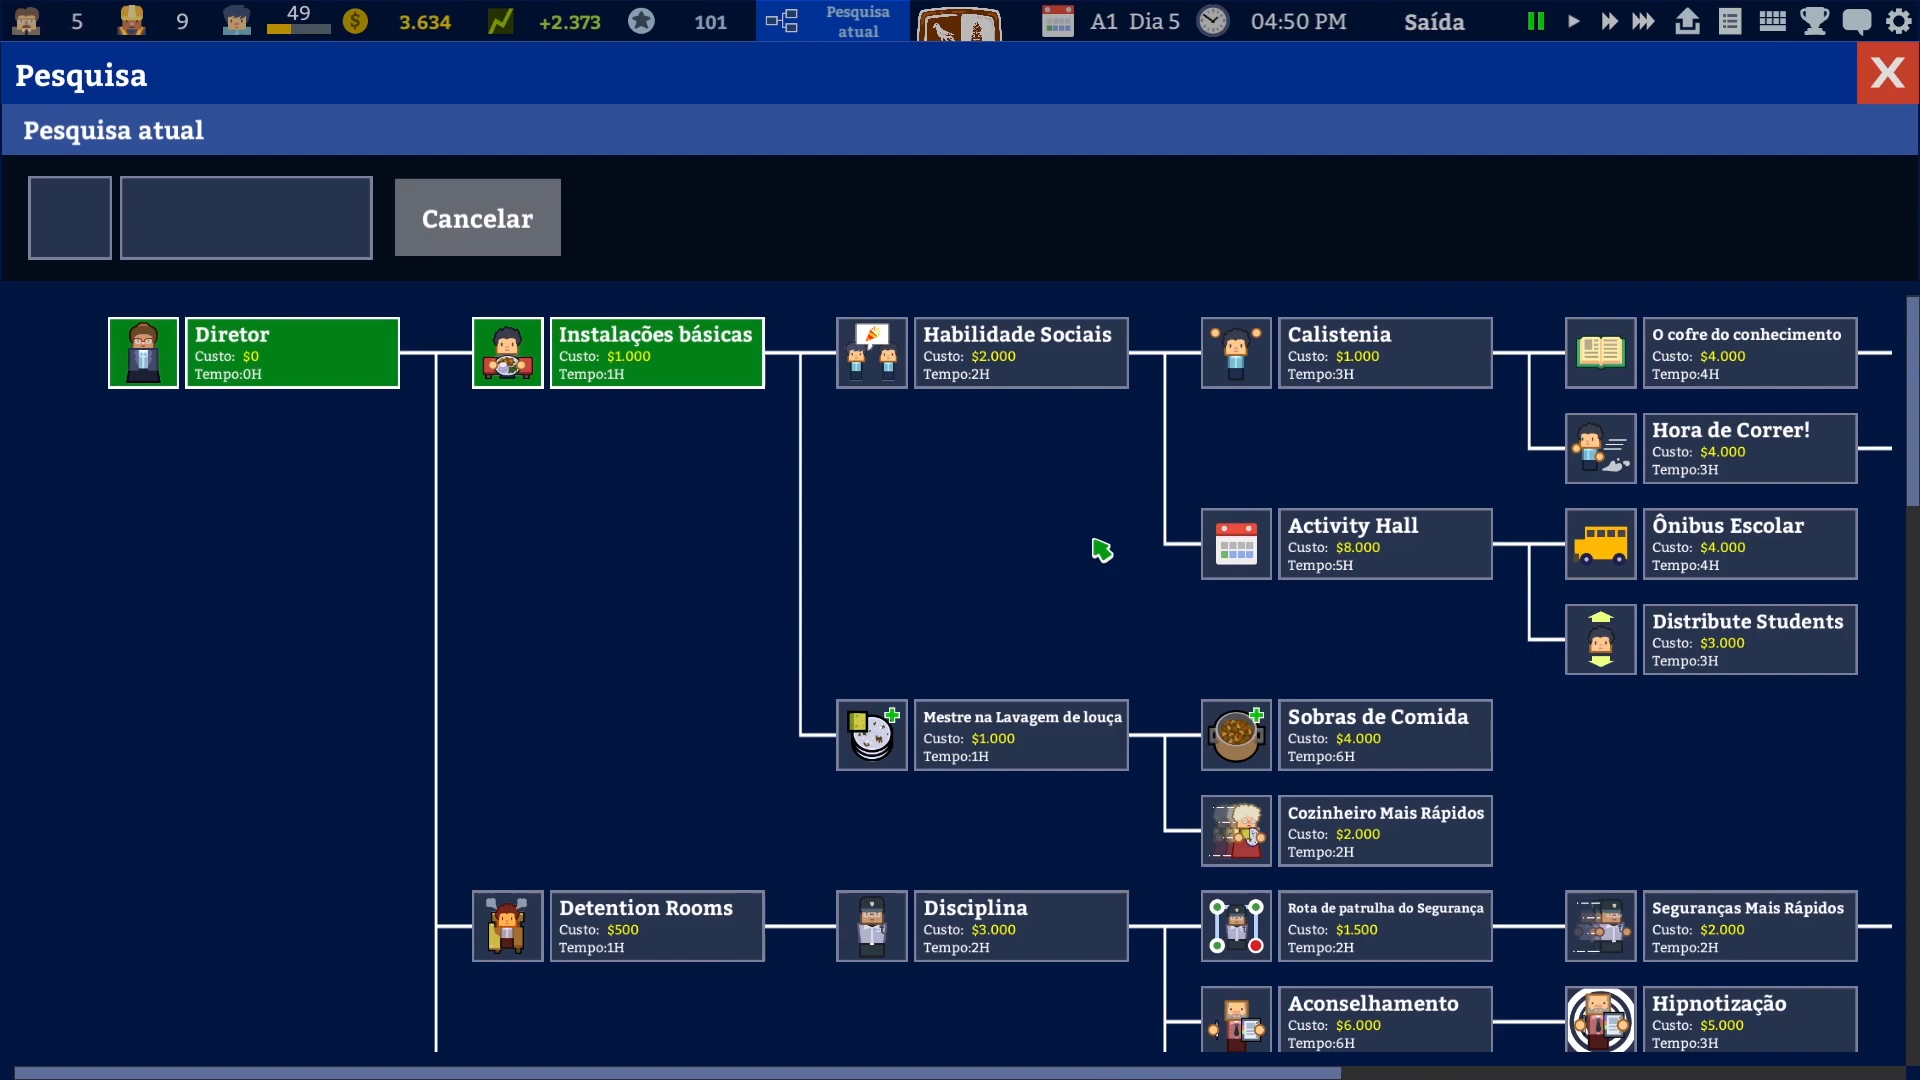 5 9 49 3.634 +2.373 101 Pesquisa atual A1 Dia 5 04:50 PM Saída
Pesquisa
Pesquisa atual
Cancelar
Diretor
Custo: $0
Tempo:0H
Instalações básicas
Custo: $1.000
Tempo:1H
Habilidade Sociais
Custo: $2.000
Tempo:2H
Calistenia
Custo: $1.000
Tempo:3H
O cofre do conhecimento
Custo: $4.000
Tempo:4H
Hora de Correr!
Custo: $4.000
Tempo:3H
Activity Hall
Custo: $8.000
Tempo:5H
Ônibus Escolar
Custo: $4.000
Tempo:4H
Distribute Students
Custo: $3.000
Tempo:3H
Mestre na Lavagem de louça
Custo: $1.000
Tempo:1H
Sobras de Comida
Custo: $4.000
Tempo:6H
Cozinheiro Mais Rápidos
Custo: $2.000
Tempo:2H
Detention Rooms
Custo: $500
Tempo:1H
Disciplina
Custo: $3.000
Tempo:2H
Rota de patrulha do Segurança
Custo: $1.500
Tempo:2H
Seguranças Mais Rápidos
Custo: $2.000
Tempo:2H
Aconselhamento
Custo: $6.000
Tempo:6H
Hipnotização
Custo: $5.000
Tempo:3H